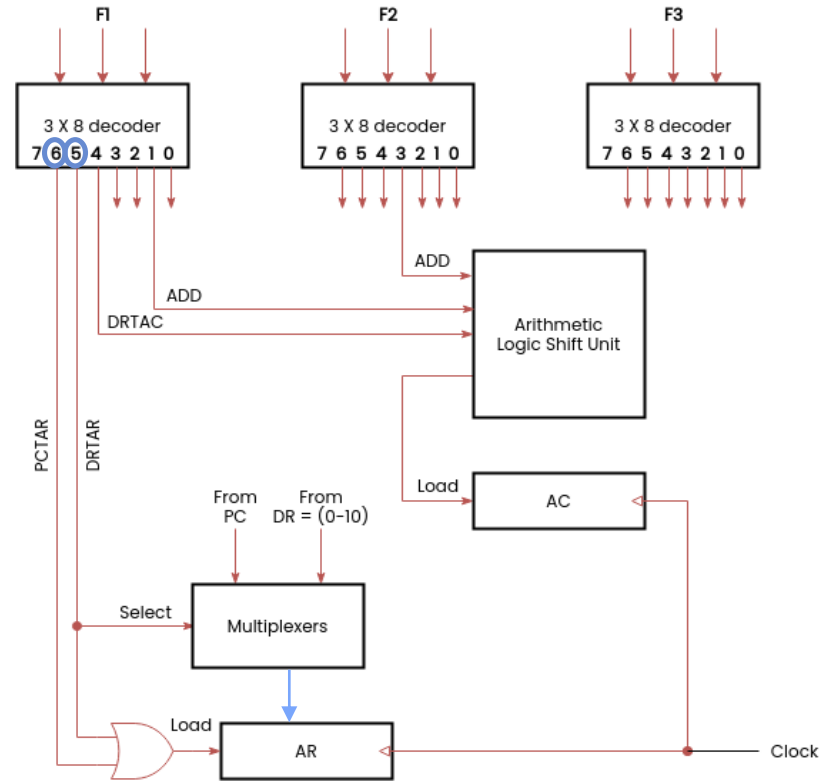 F1
F2
F3
3 X 8 decoder
7 6 5 4 3 2 1 0
3 X 8 decoder
7 6 5 4 3 2 1 0
3 X 8 decoder
7 6 5 4 3 2 1 0
ADD
ADD
DRTAC
Arithmetic
Logic Shift Unit
PCTAR
DRTAR
Load
AC
From
PC
From
DR = (0-10)
Select
Multiplexers
Load
AR
Clock